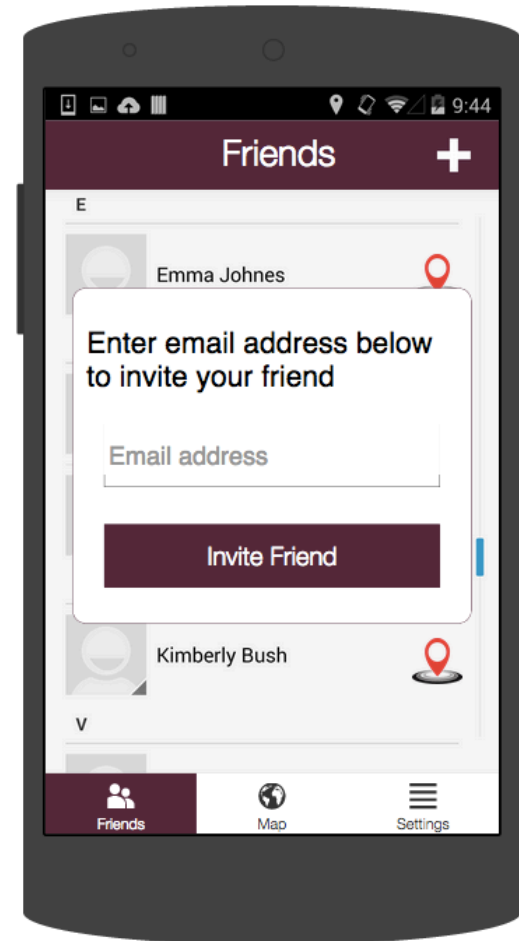 9:44
Friends
E
Emma Johnes
Enter email address below
to invite your friend
Email address
Invite Friend
Kimberly Bush
V
Friends
Map
Settings